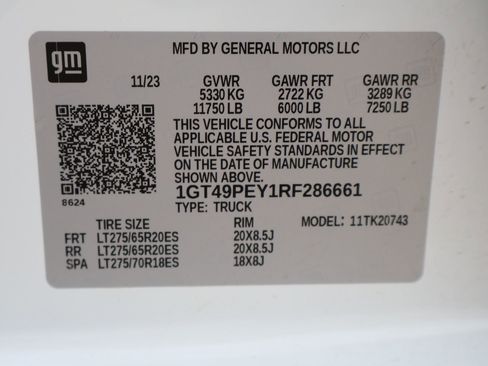 gm
MFD BY GENERAL MOTORS LLC
11/23 GVWR GAWR FRT GAWR RR
5330 KG 2722 KG 3289 KG
11750 LB 6000 LB 7250 LB
THIS VEHICLE CONFORMS TO ALL
APPLICABLE U.S. FEDERAL MOTOR
VEHICLE SAFETY STANDARDS IN EFFECT
ON THE DATE OF MANUFACTURE
SHOWN ABOVE.
8624
1GT49PEY1RF286661
TYPE: TRUCK
TIRE SIZE RIM MODEL: 11TK20743
FRT LT275/65R20ES 20X8.5J
RR LT275/65R20ES 20X8.5J
SPA LT275/70R18ES 18X8J